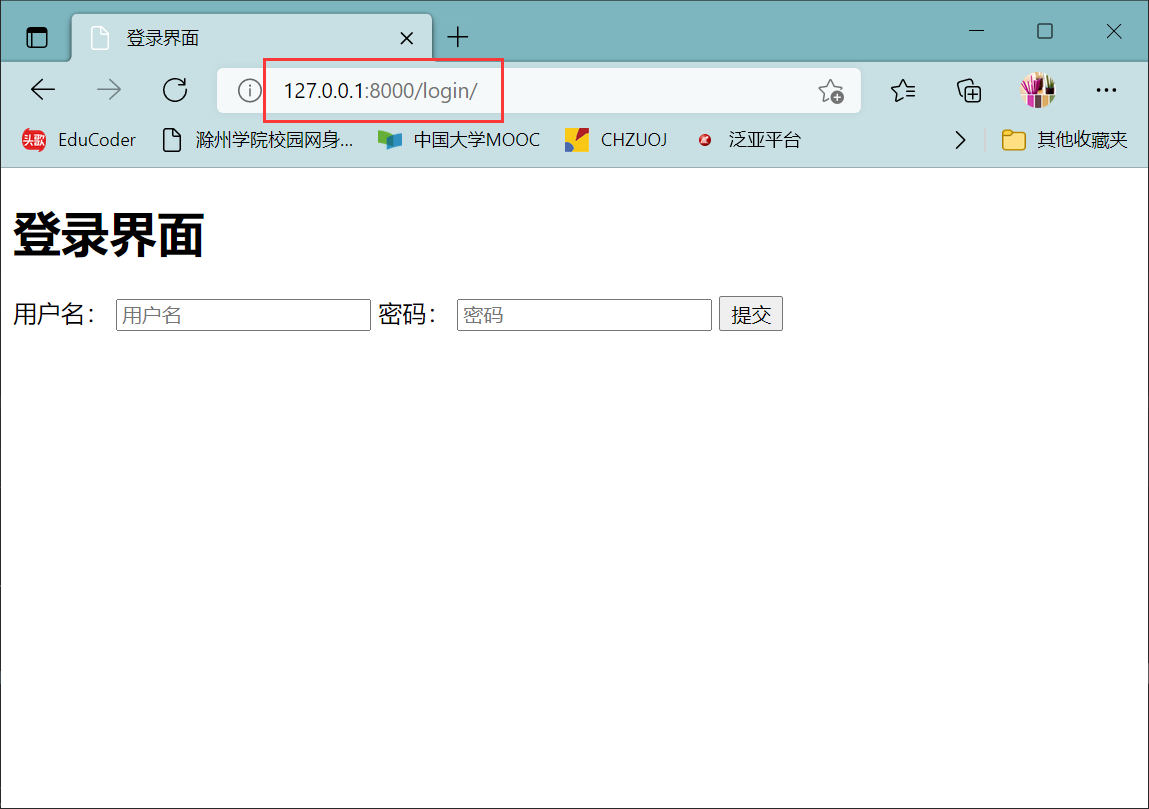 登录界面
127.0.0.1:8000/login/
头歌 EduCoder 滁州学院校园网身... 中国大学MOOC CHZUOJ 泛亚平台 其他收藏夹
登录界面
用户名： 用户名 密码： 密码 提交